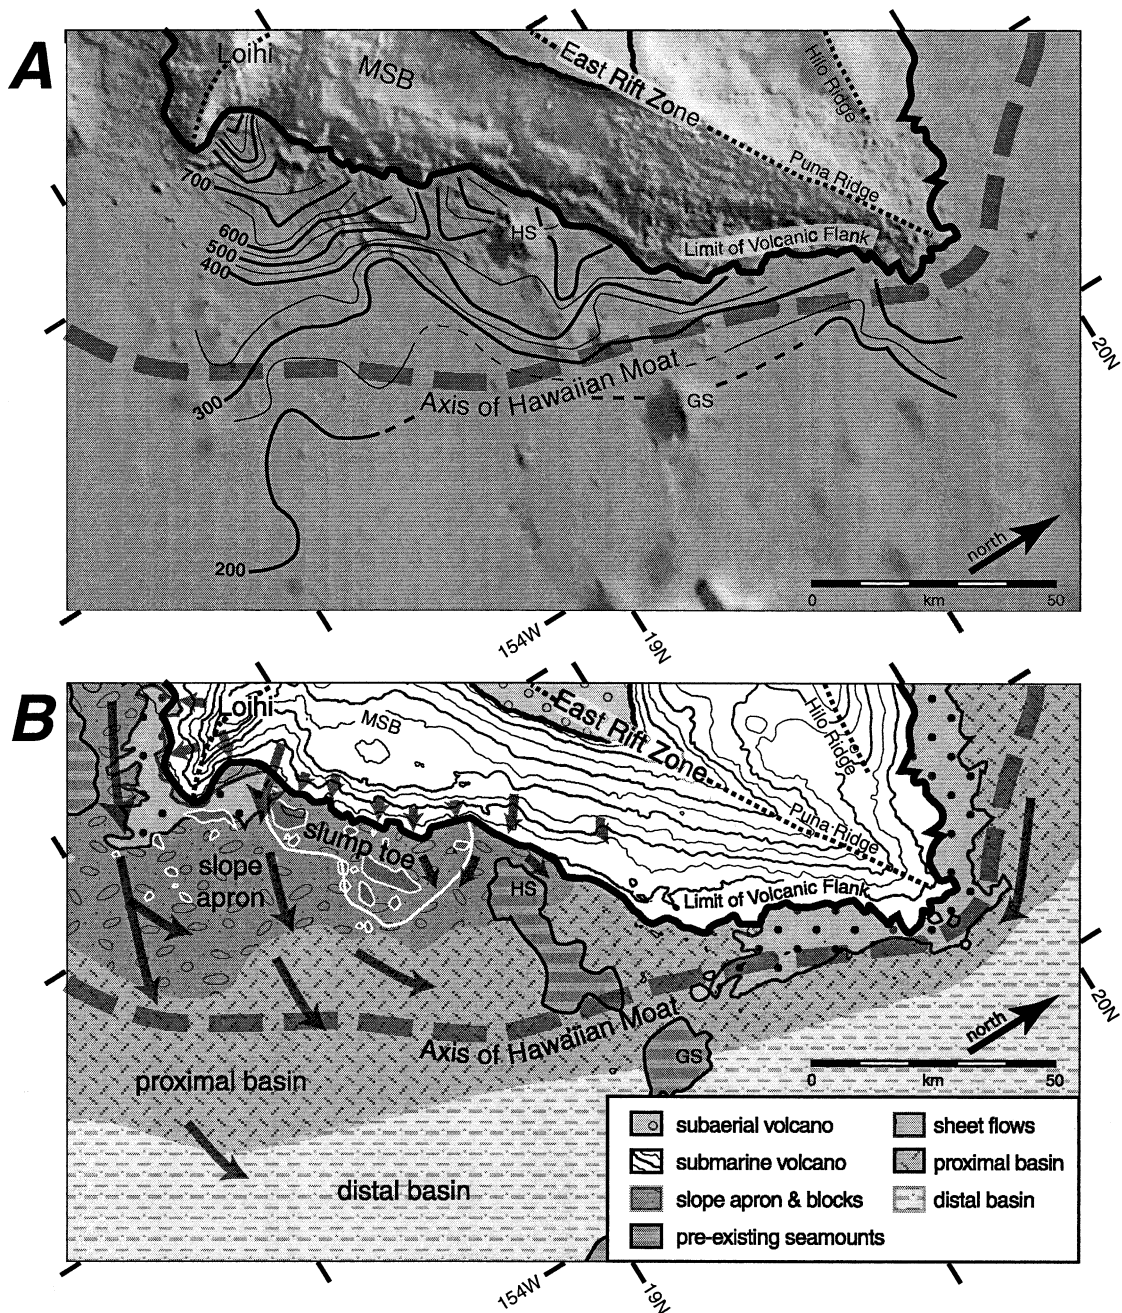 A
Loihi
MSB
East Rift Zone
Hilo Ridge
Puna Ridge
700
HS
600
500
400
Limit of Volcanic Flank
20N
Axis of Hawaiian Moat
300
GS
north
200
0 km 50
154W
19N
B
Loihi
MSB
East Rift Zone
Hilo Ridge
Puna Ridge
slump toe
slope
apron
HS
Limit of Volcanic Flank
20N
Axis of Hawaiian Moat
north
GS
0 km 50
proximal basin
distal basin
subaerial volcano
submarine volcano
slope apron & blocks
pre-existing seamounts
sheet flows
proximal basin
distal basin
154W
19N